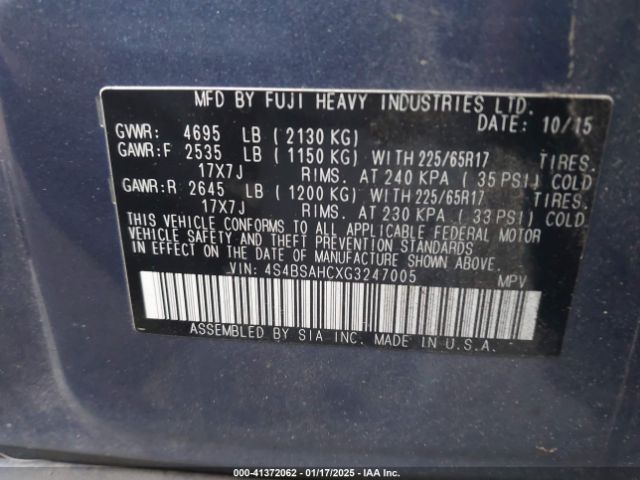 MFD BY FUJI HEAVY INDUSTRIES LTD.
DATE: 10/15
GVWR: 4695 LB (2130 KG)
GAWR:F 2535 LB (1150 KG) WITH 225/65R17 TIRES.
17X7J RIMS. AT 240 KPA (35 PSI) COLD
GAWR:R 2645 LB (1200 KG) WITH 225/65R17 TIRES.
17X7J RIMS. AT 230 KPA (33 PSI) COLD.
THIS VEHICLE CONFORMS TO ALL APPLICABLE FEDERAL MOTOR
VEHICLE SAFETY AND THEFT PREVENTION STANDARDS
IN EFFECT ON THE DATE OF MANUFACTURE SHOWN ABOVE.
VIN: 4S4BSAHCXG3247005 MPV
ASSEMBLED BY SIA INC. MADE IN U.S.A.
000-41372062 - 01/17/2025 - IAA Inc.